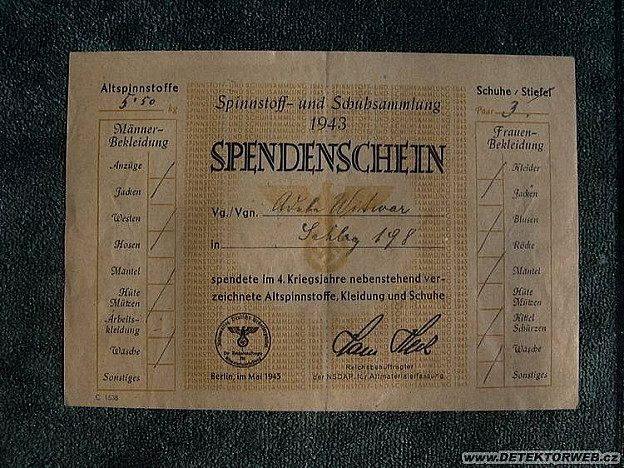 Altspinnstoffe
5·50 kg
Männer-
Bekleidung
Anzüge
Jacken
Westen
Hosen
Mäntel
Hüte
Mützen
Arbeits-
kleidung
Wäsche
Sonstiges
C 1638
Spinnstoff- und Schuhsammlung
1943
SPENDENSCHEIN
Vg./Vgn.
in Schlag 198
spendete im 4. Kriegsjahre nebenstehend ver-
zeichnete Altspinnstoffe, Kleidung und Schuhe
Berlin, im Mai 1943
Reichsbeauftragter
der NSDAP. für Altmaterialerfassung
Schuhe / Stiefel
Paar 3
Frauen-
Bekleidung
Kleider
Jacken
Blusen
Röcke
Mäntel
Hüte
Mützen
Kittel
Schürzen
Wäsche
Sonstiges
www.DETEKTORWEB.cz